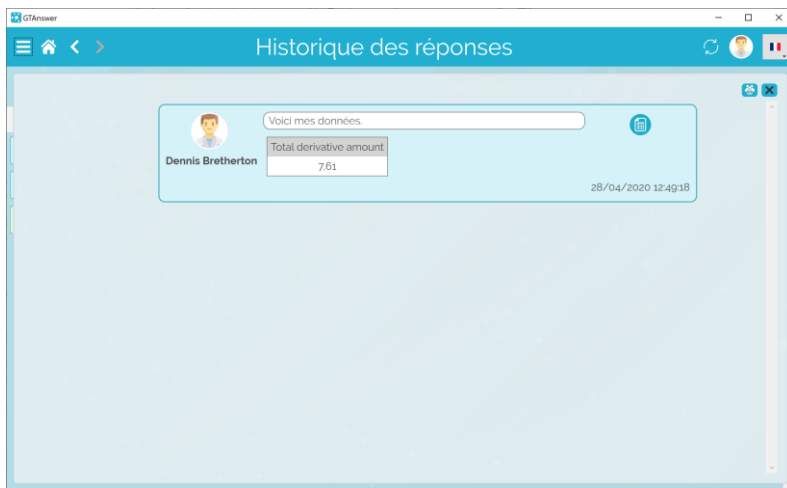 GTAnswer
Historique des réponses
Voici mes données.
Dennis Bretherton
Total derivative amount
7,61
28/04/2020 12:49:18